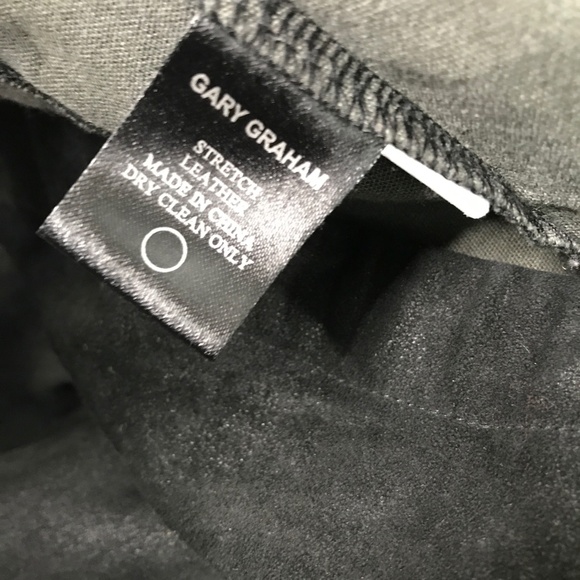 GARY GRAHAM
STRETCH
LEATHER
MADE IN CHINA
DRY CLEAN ONLY